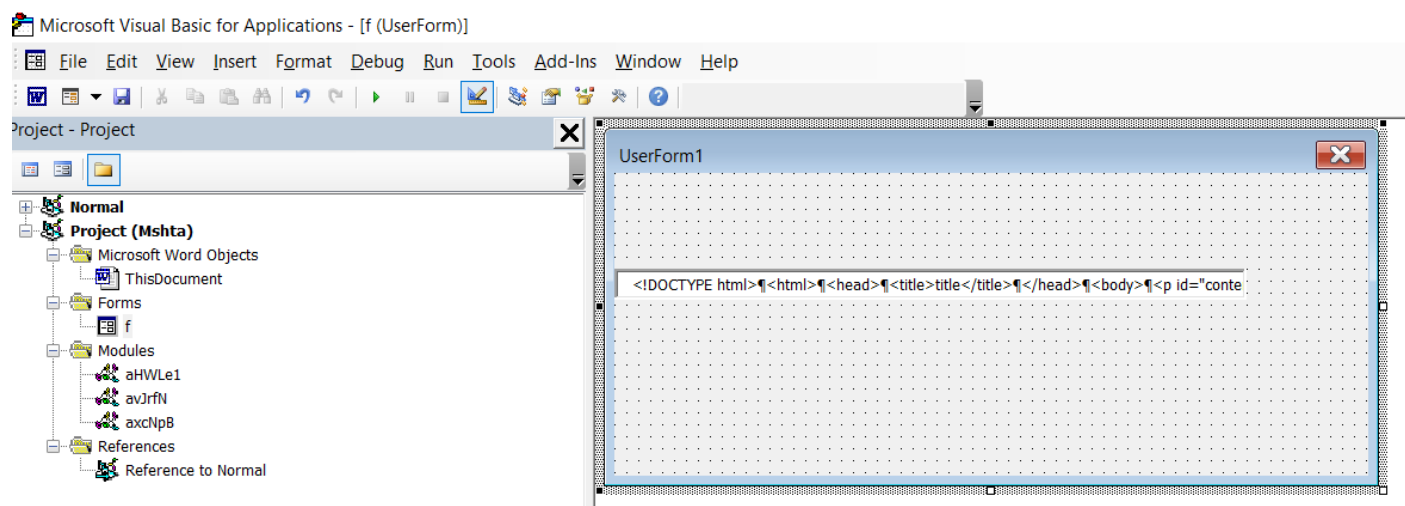 Microsoft Visual Basic for Applications - [f (UserForm)]
File Edit View Insert Format Debug Run Tools Add-Ins Window Help
Project - Project
Normal
Project (Mshta)
Microsoft Word Objects
ThisDocument
Forms
f
Modules
aHWLe1
avJrfN
axcNpB
References
Reference to Normal
UserForm1
<!DOCTYPE html>¶<html>¶<head>¶<title>title</title>¶</head>¶<body>¶<p id="conte